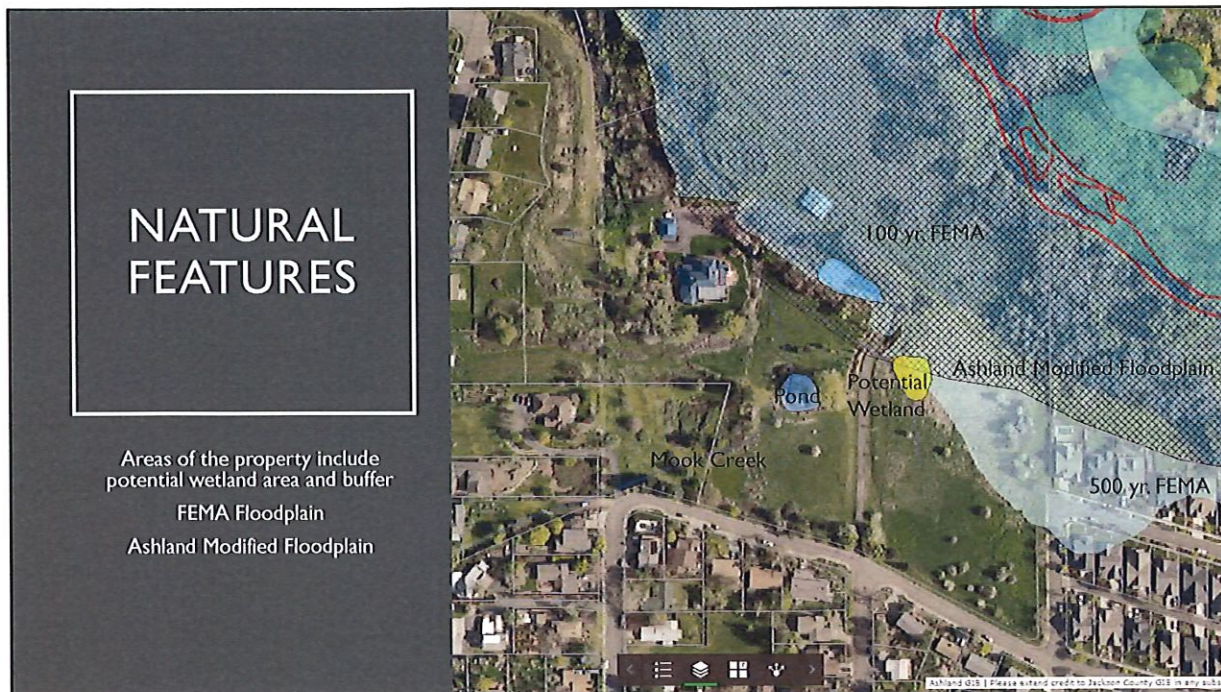 NATURAL
FEATURES
Areas of the property include
potential wetland area and buffer
FEMA Floodplain
Ashland Modified Floodplain
100 yr. FEMA
Ashland Modified Floodplain
Potential
Wetland
Pond
Mook Creek
500 yr. FEMA
Ashland GIS | Please extend credit to Jackson County GIS in any subs